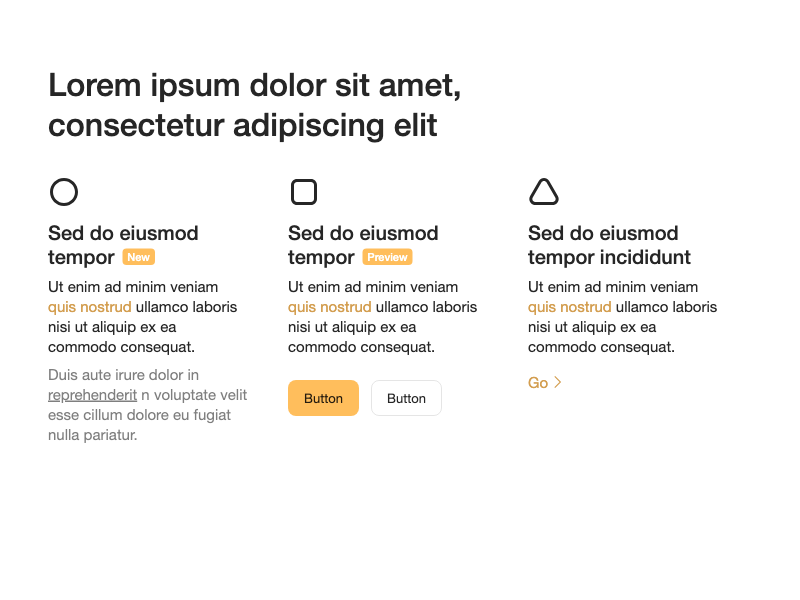 Lorem ipsum dolor sit amet,
consectetur adipiscing elit
Sed do eiusmod
tempor New
Ut enim ad minim veniam
quis nostrud ullamco laboris
nisi ut aliquip ex ea
commodo consequat.
Duis aute irure dolor in
reprehenderit n voluptate velit
esse cillum dolore eu fugiat
nulla pariatur.
Sed do eiusmod
tempor Preview
Ut enim ad minim veniam
quis nostrud ullamco laboris
nisi ut aliquip ex ea
commodo consequat.
Button Button
Sed do eiusmod
tempor incididunt
Ut enim ad minim veniam
quis nostrud ullamco laboris
nisi ut aliquip ex ea
commodo consequat.
Go